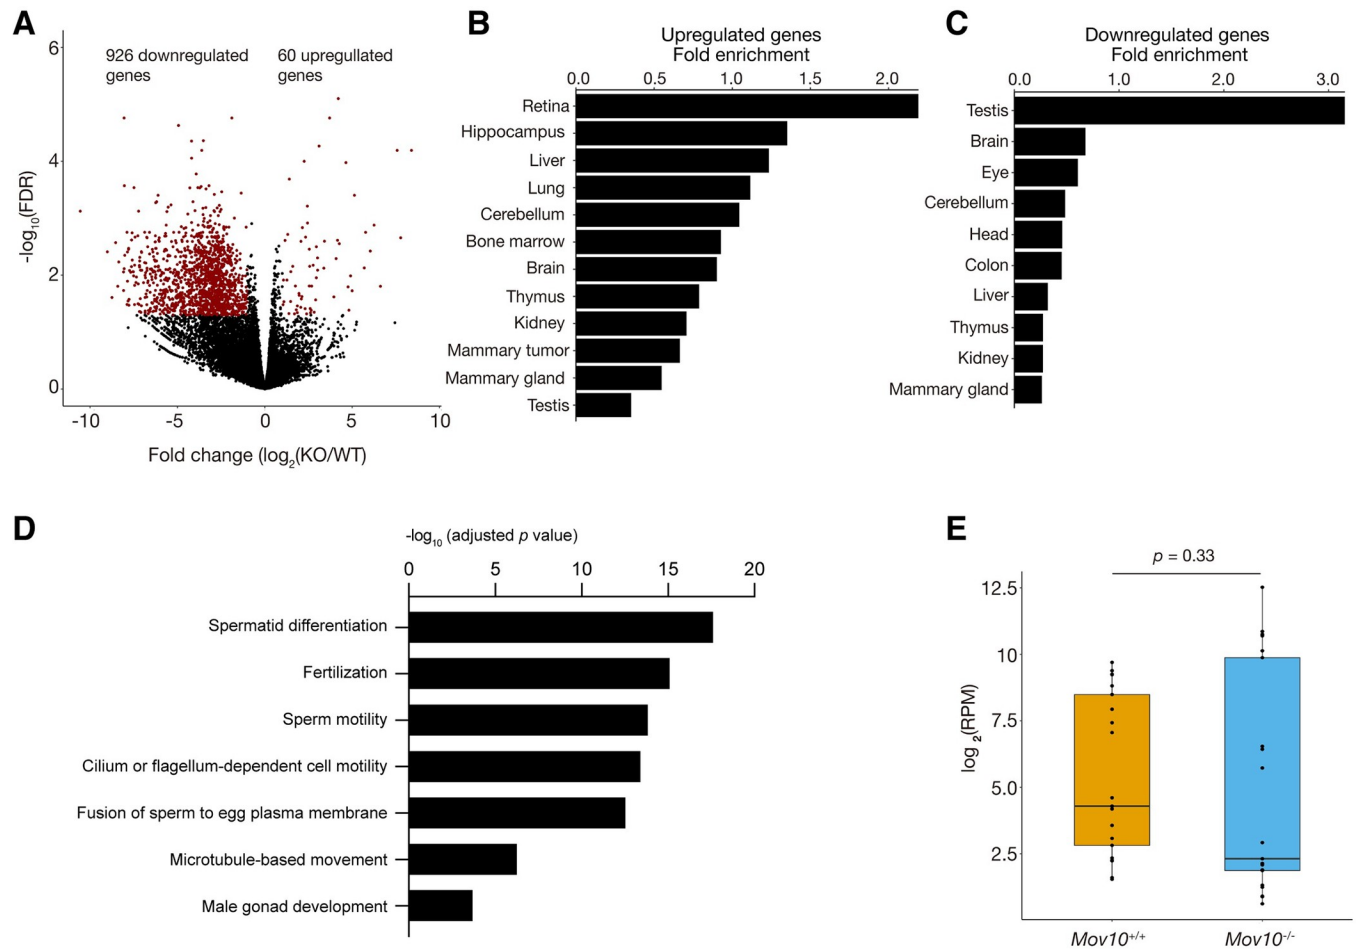 A
6
926 downregulated
genes
60 upregullated
genes
4
2
0
-log10(FDR)
-10
-5
0
5
10
Fold change (log2(KO/WT)
B
Upregulated genes
Fold enrichment
0.0
0.5
1.0
1.5
2.0
Retina
Hippocampus
Liver
Lung
Cerebellum
Bone marrow
Brain
Thymus
Kidney
Mammary tumor
Mammary gland
Testis
C
Downregulated genes
Fold enrichment
0.0
1.0
2.0
3.0
Testis
Brain
Eye
Cerebellum
Head
Colon
Liver
Thymus
Kidney
Mammary gland
D
-log10 (adjusted p value)
0
5
10
15
20
Spermatid differentiation
Fertilization
Sperm motility
Cilium or flagellum-dependent cell motility
Fusion of sperm to egg plasma membrane
Microtubule-based movement
Male gonad development
E
p = 0.33
12.5
10
7.5
5.0
2.5
log 2(RPM)
Mov10+/+
Mov10-/-